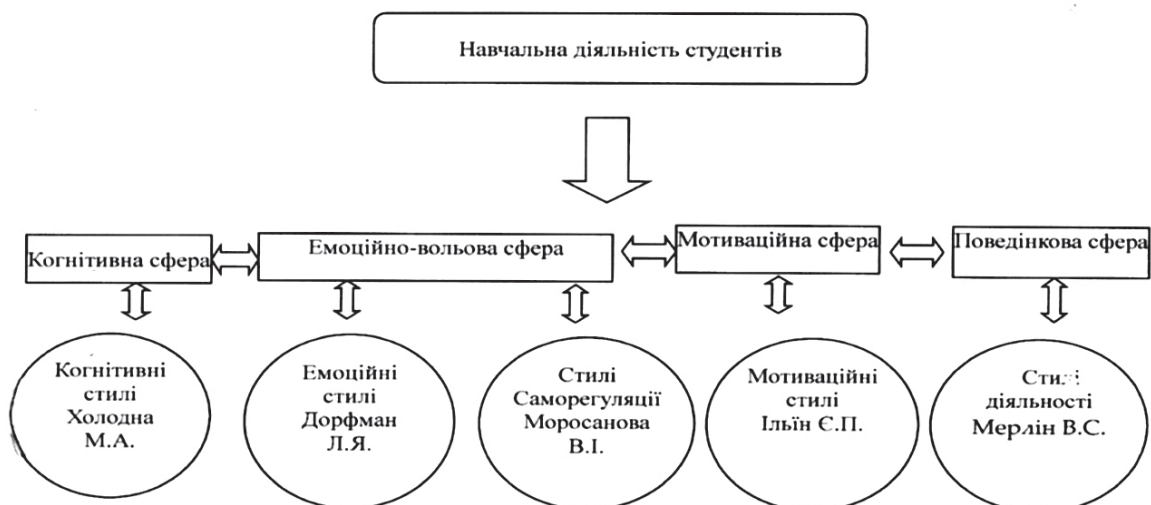 Навчальна діяльність студентів
Когнітивна сфера
Емоційно-вольова сфера
Мотиваційна сфера
Поведінкова сфера
Когнітивні
стилі
Холодна
М.А.
Емоційні
стилі
Дорфман
Л.Я.
Стилі
Саморегуляції
Моросанова
В.І.
Мотиваційні
стилі
Ільїн Є.П.
Стилі
діяльності
Мерлін В.С.